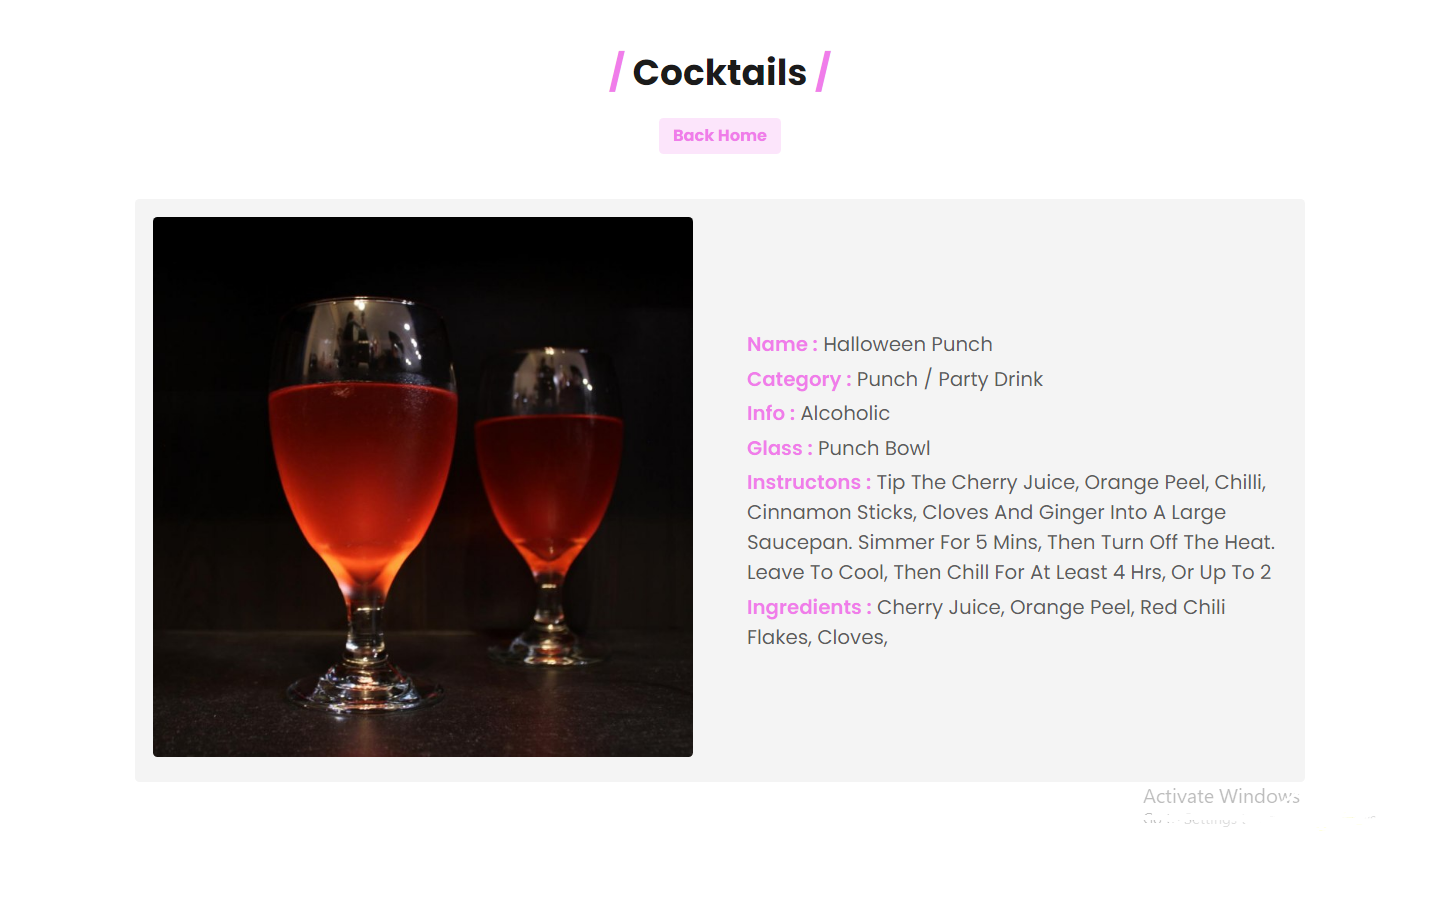 / Cocktails /
Back Home
Name : Halloween Punch
Category : Punch / Party Drink
Info : Alcoholic
Glass : Punch Bowl
Instructons : Tip The Cherry Juice, Orange Peel, Chilli,
Cinnamon Sticks, Cloves And Ginger Into A Large
Saucepan. Simmer For 5 Mins, Then Turn Off The Heat.
Leave To Cool, Then Chill For At Least 4 Hrs, Or Up To 2
Ingredients : Cherry Juice, Orange Peel, Red Chili
Flakes, Cloves,
Activate Windows
Settings